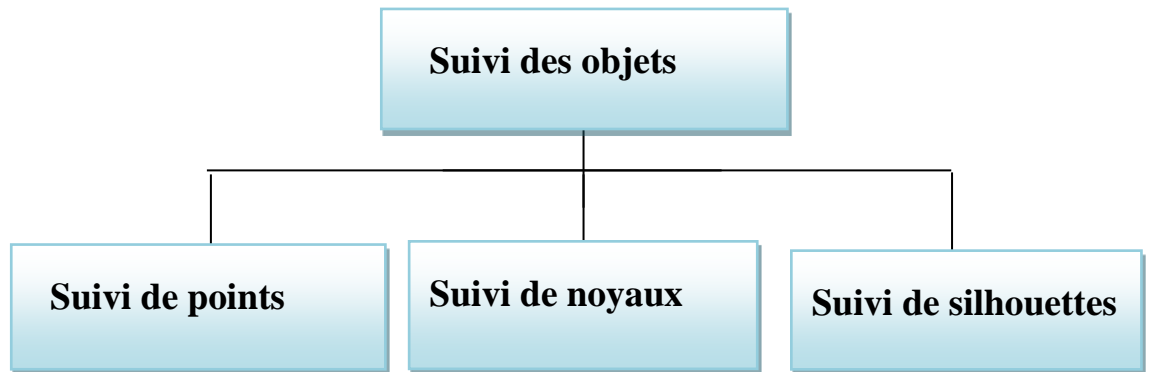 Suivi des objets
Suivi de points
Suivi de noyaux
Suivi de silhouettes